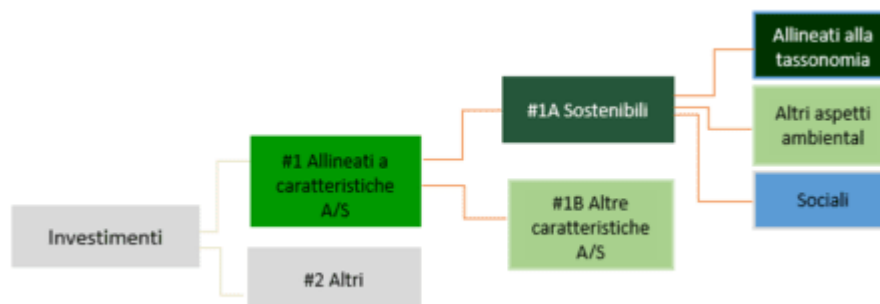 Investimenti
#1 Allineati a
caratteristiche
A/S
#2 Altri
#1A Sostenibili
#1B Altre
caratteristiche
A/S
Allineati alla
tassonomia
Altri aspetti
ambiental
Sociali